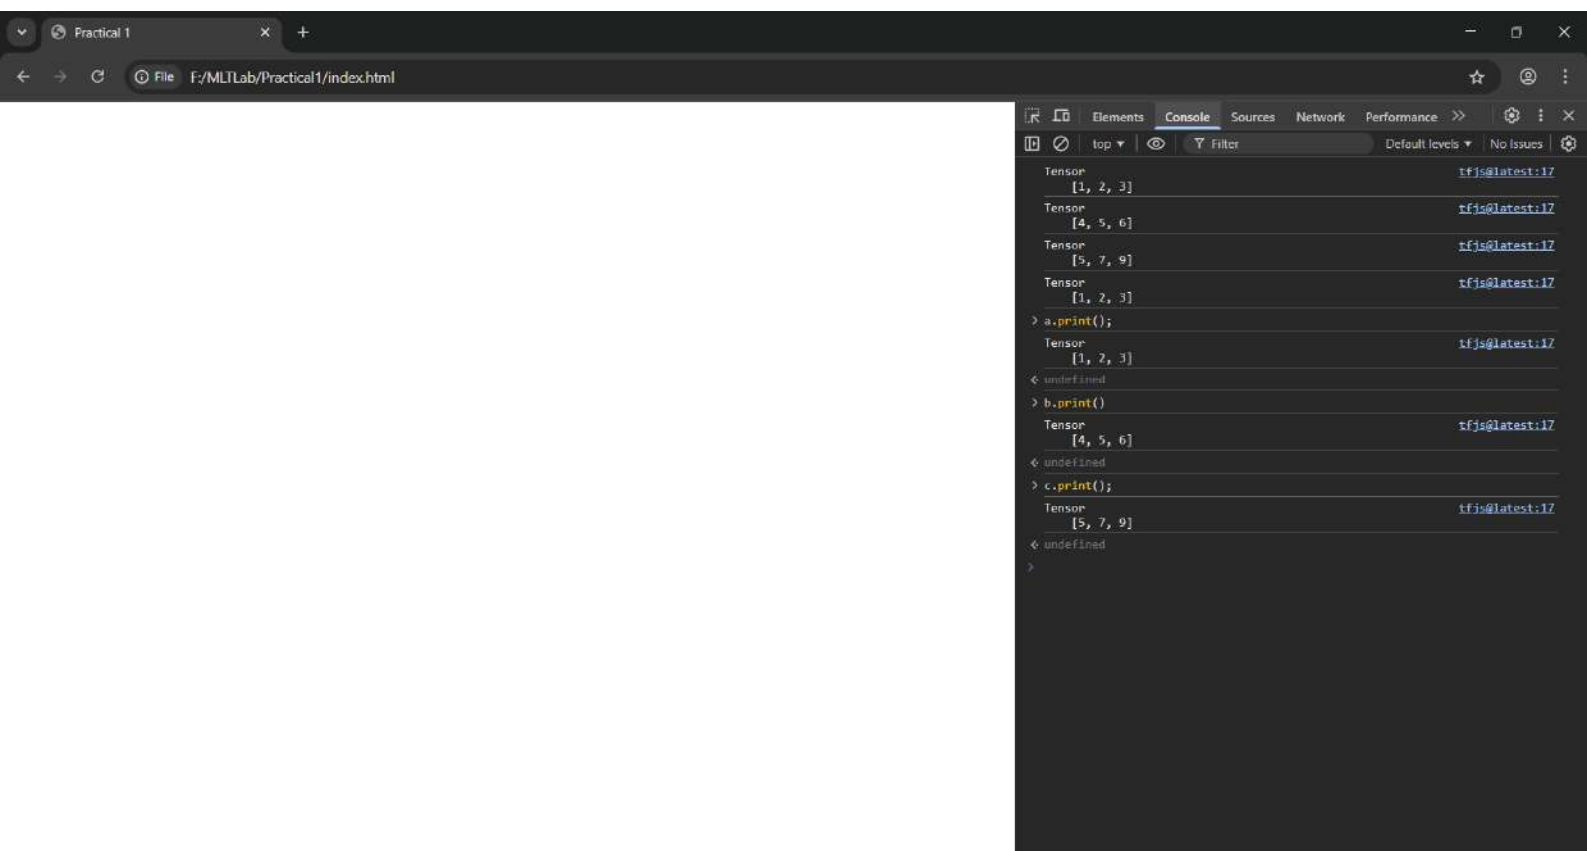 Practical 1
File F:/MLTLab/Practical1/index.html
Elements Console Sources Network Performance
top Filter Default levels No Issues
Tensor tfjs@latest:17
[1, 2, 3]
Tensor tfjs@latest:17
[4, 5, 6]
Tensor tfjs@latest:17
[5, 7, 9]
Tensor tfjs@latest:17
[1, 2, 3]
> a.print();
Tensor tfjs@latest:17
[1, 2, 3]
undefined
> b.print()
Tensor tfjs@latest:17
[4, 5, 6]
undefined
> c.print();
Tensor tfjs@latest:17
[5, 7, 9]
undefined
>